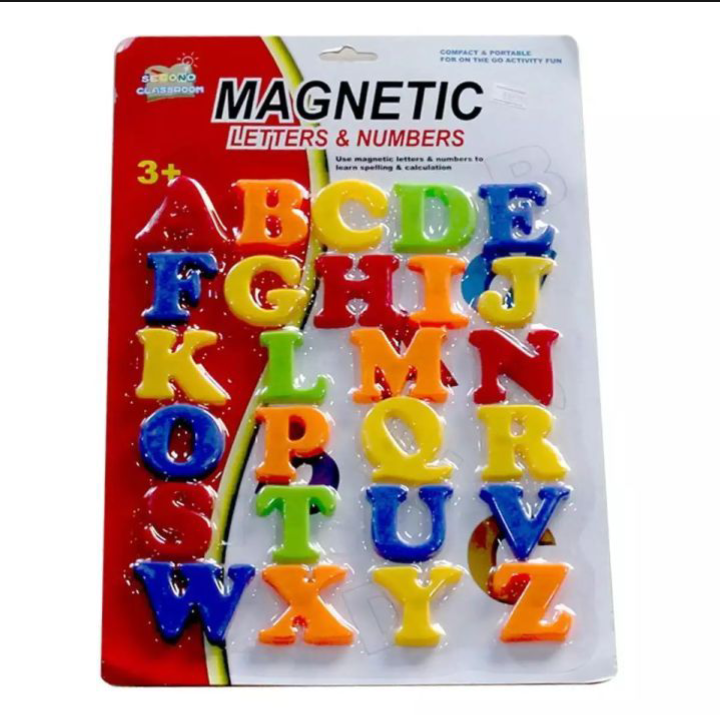 SECOND
CLASSROOM
COMPACT & PORTABLE
FOR ON THE GO ACTIVITY FUN
MAGNETIC
LETTERS & NUMBERS
Use magnetic letters & numbers to
learn spelling & calculation
3+
A B C D E
F G H I J
K L M N
O P Q R
S T U V
W X Y Z